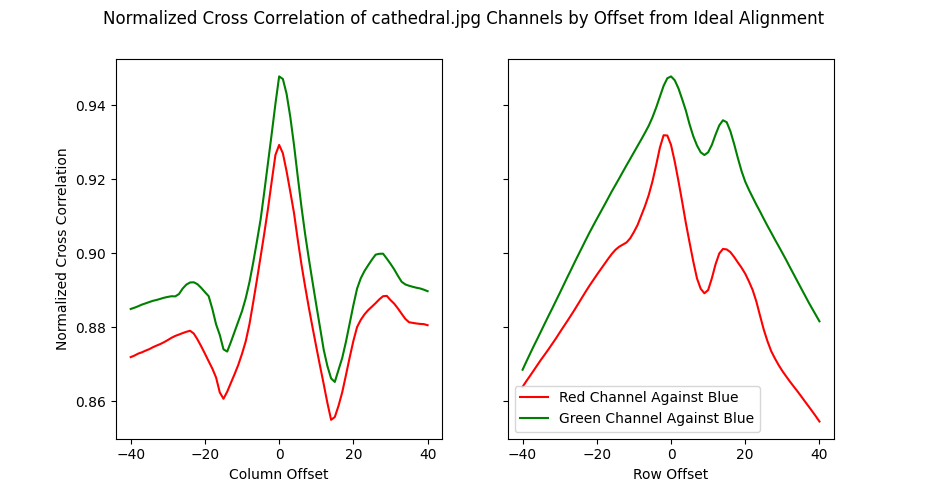 Normalized Cross Correlation of cathedral.jpg Channels by Offset from Ideal Alignment
Normalized Cross Correlation
0.94
0.92
0.90
0.88
0.86
−40
−20
0
20
40
Column Offset
Red Channel Against Blue
Green Channel Against Blue
−40
−20
0
20
40
Row Offset